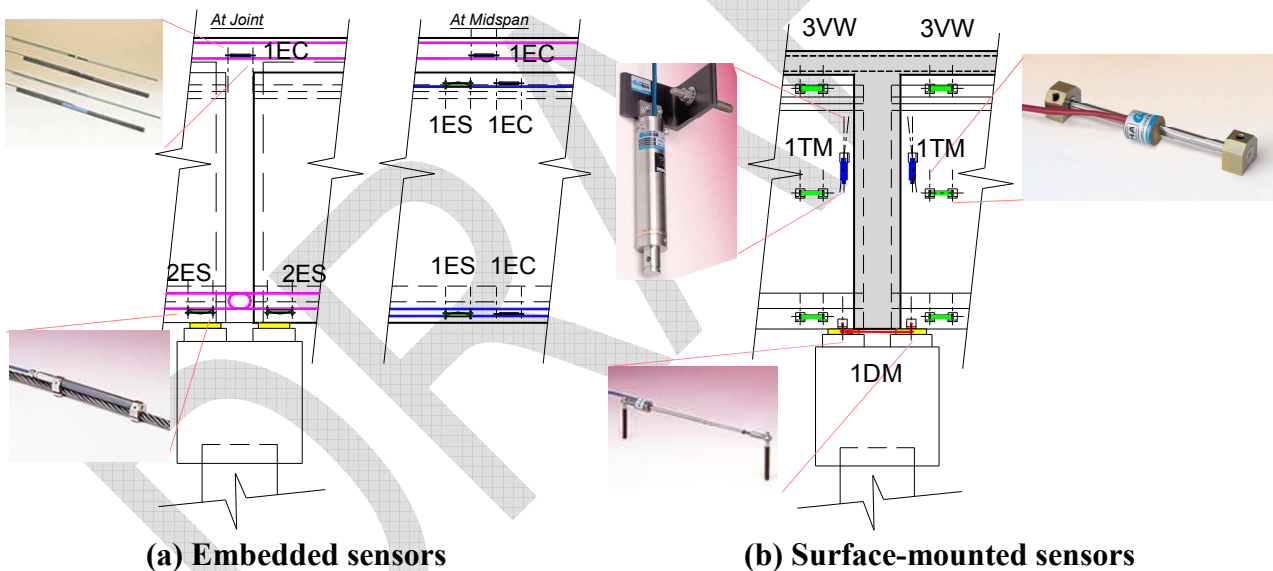 At Joint
At Midspan
1EC
1EC
1ES
1EC
1ES
1EC
2ES
2ES
3VW
3VW
1TM
1TM
1DM
DRA
(a) Embedded sensors
(b) Surface-mounted sensors